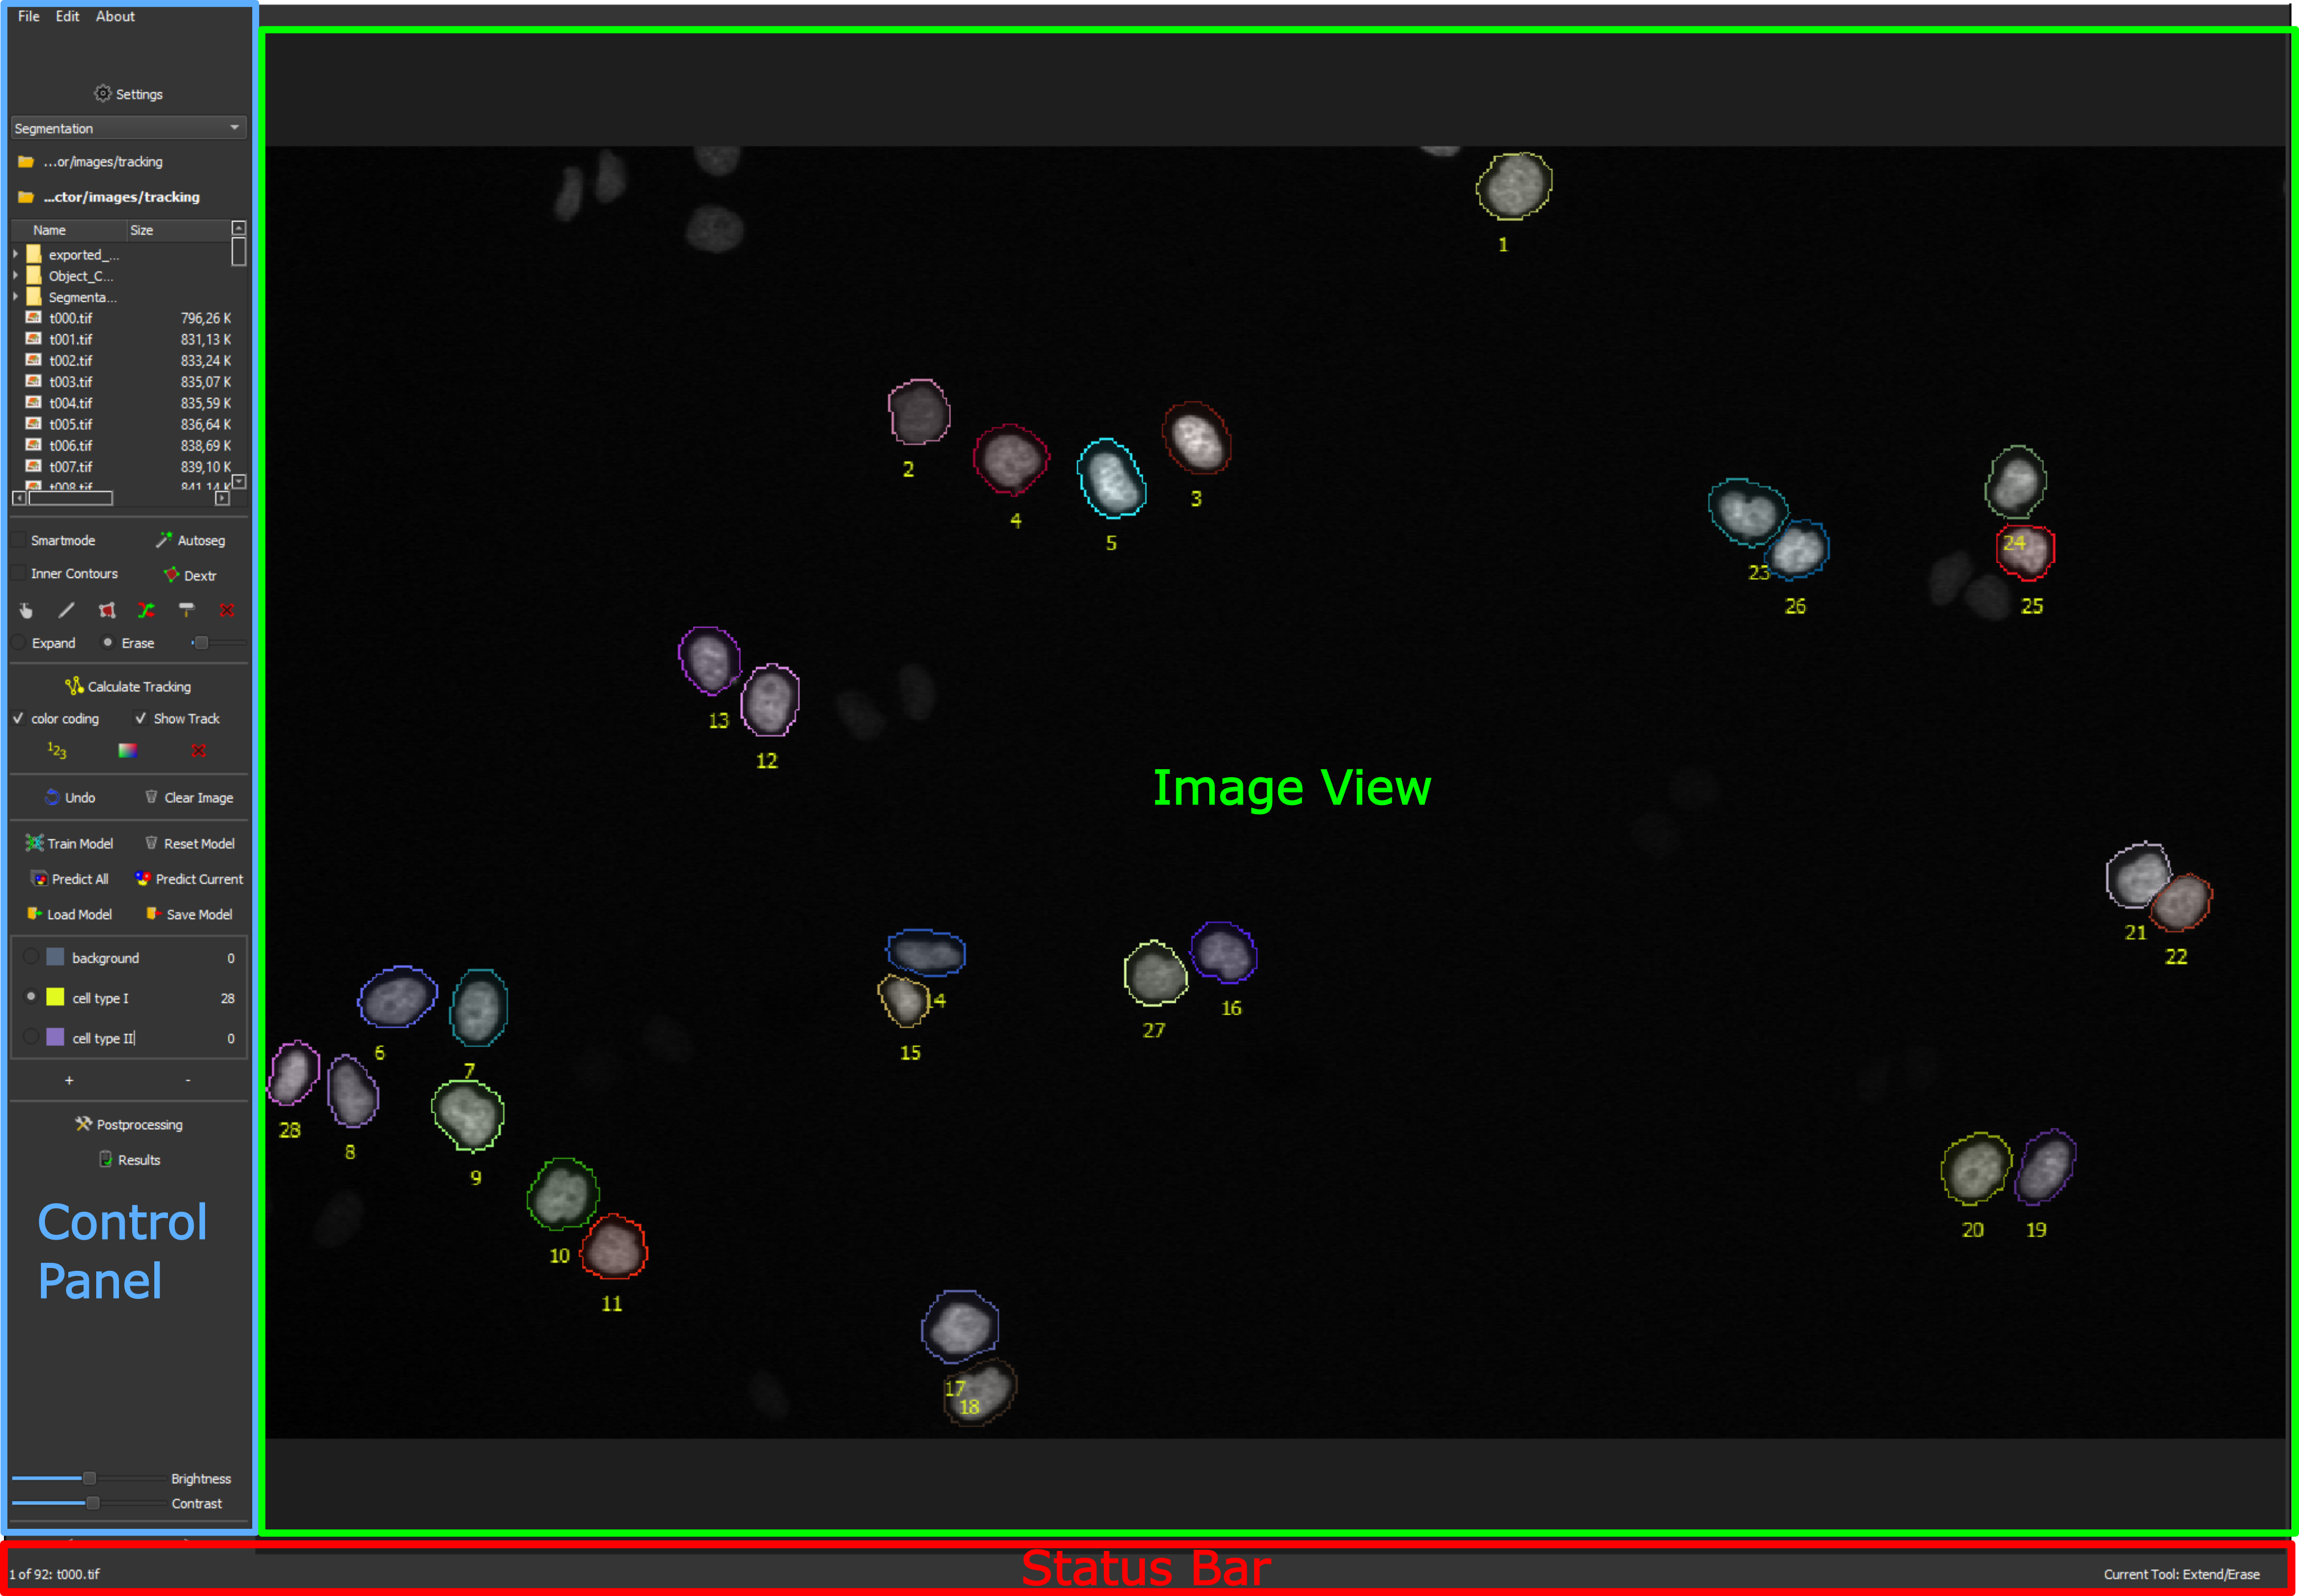 File Edit About
Settings
Segmentation
...or/images/tracking
...ctor/images/tracking
Name Size
exported_...
Object_C...
Segmenta...
t000.tif 796,26 K
t001.tif 831,13 K
t002.tif 833,24 K
t003.tif 835,07 K
t004.tif 835,59 K
t005.tif 836,64 K
t006.tif 838,69 K
t007.tif 839,10 K
t008.tif 841,14 K
Smartmode Autoseg
Inner Contours Dextr
Expand Erase
Calculate Tracking
color coding Show Track
123
Undo Clear Image
Train Model Reset Model
Predict All Predict Current
Load Model Save Model
background 0
cell type I 28
cell type II 0
+ -
Postprocessing
Results
Control
Panel
Brightness
Contrast
1
2
3
4
5
24
23
26
25
13
12
Image View
21
22
14
16
27
15
6
7
28
8
9
20
19
10
11
17
18
Status Bar
1 of 92: t000.tif
Current Tool: Extend/Erase